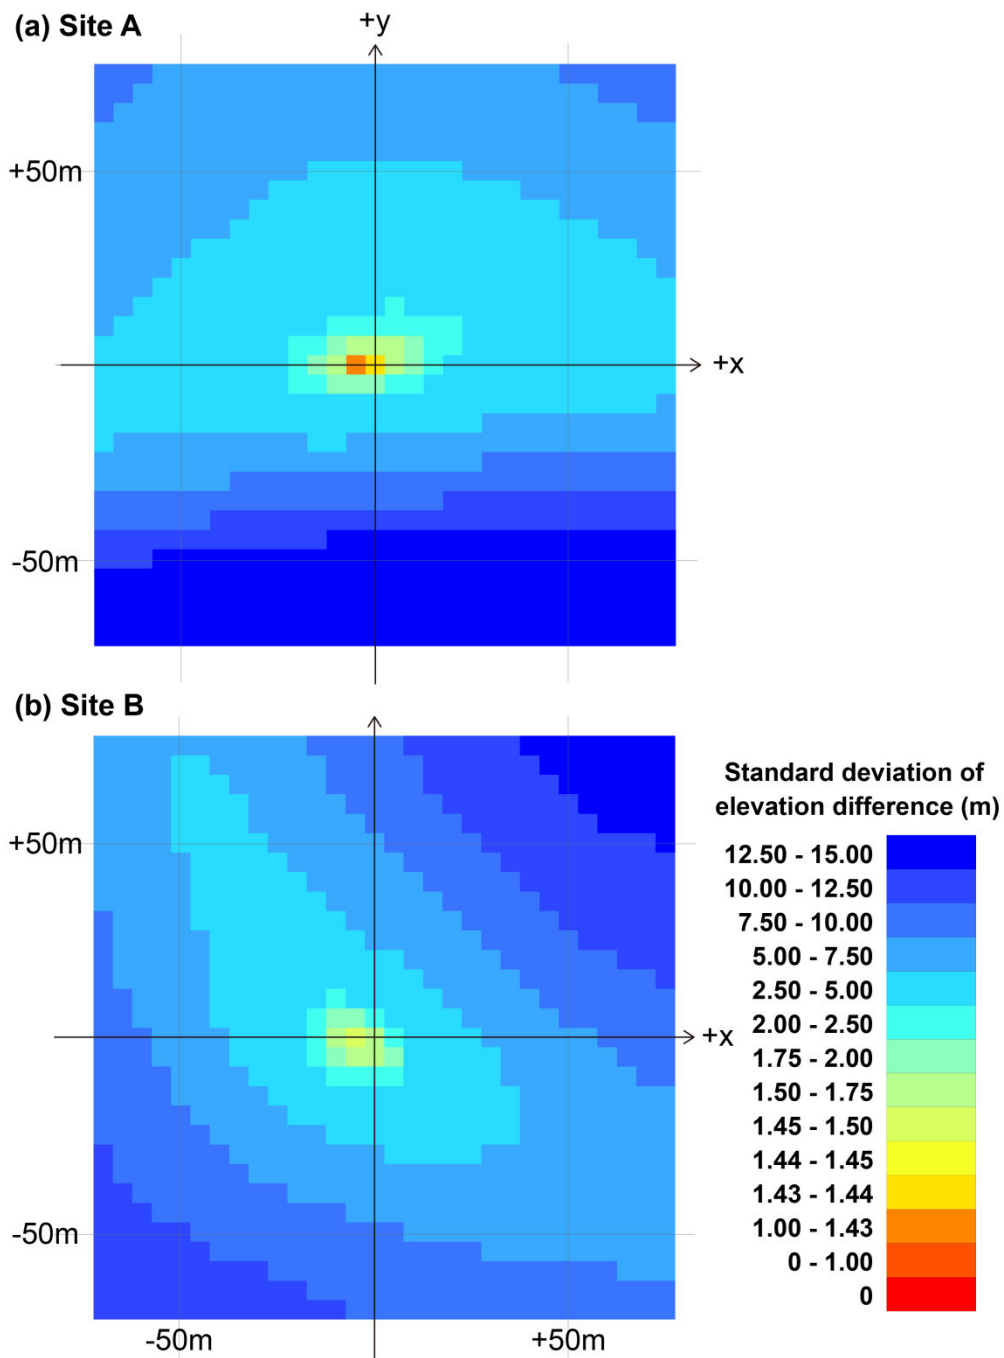 (a) Site A
+y
+50m
+x
-50m
(b) Site B
+50m
+x
-50m
-50m
+50m
Standard deviation of
elevation difference (m)
12.50 - 15.00
10.00 - 12.50
7.50 - 10.00
5.00 - 7.50
2.50 - 5.00
2.00 - 2.50
1.75 - 2.00
1.50 - 1.75
1.45 - 1.50
1.44 - 1.45
1.43 - 1.44
1.00 - 1.43
0 - 1.00
0